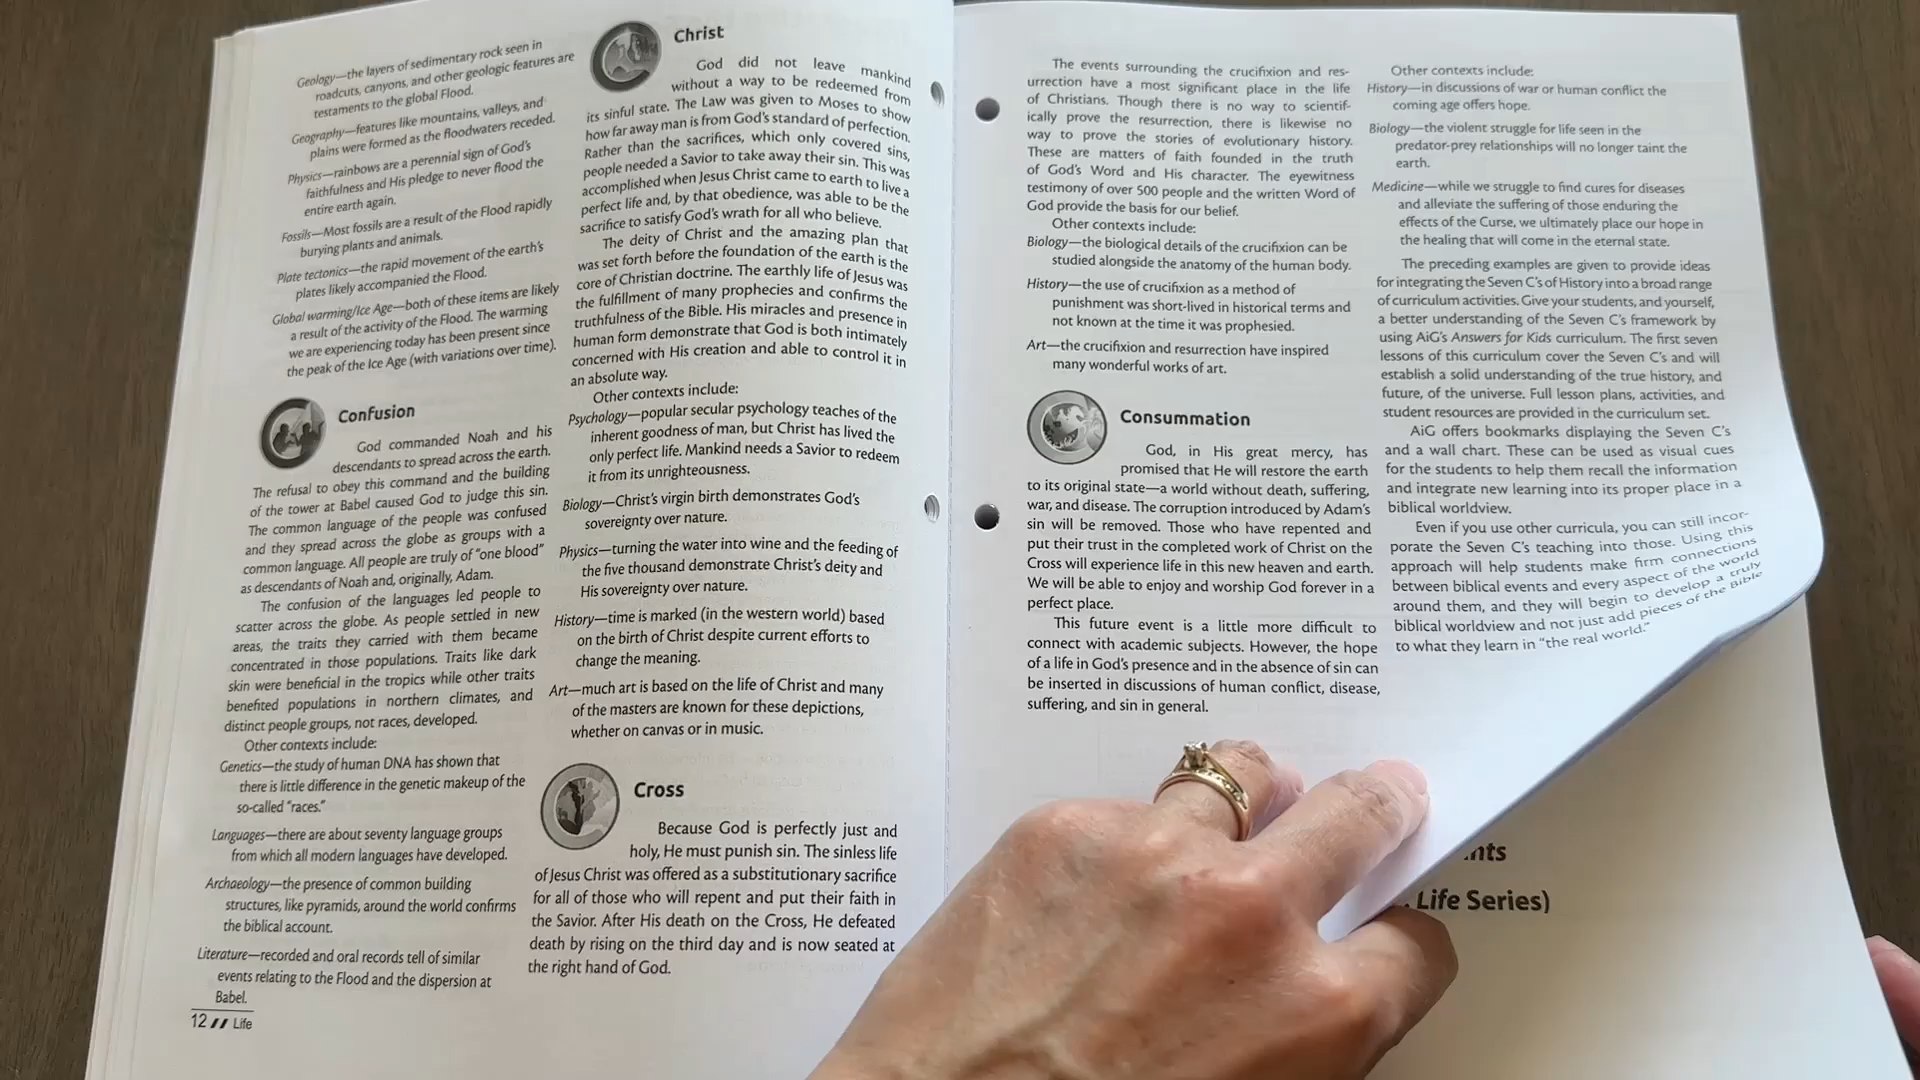 Geology—the layers of sedimentary rock seen in
roadcuts, canyons, and other geologic features are
testaments to the global Flood.
Geography—features like mountains, valleys, and
plains were formed as the floodwaters receded.
Physics—rainbows are a perennial sign of God's
faithfulness and His pledge to never flood the
entire earth again.
Fossils—Most fossils are a result of the Flood rapidly
burying plants and animals.
Plate tectonics—the rapid movement of the earth's
plates likely accompanied the Flood.
Global warming/Ice Age—both of these items are likely
a result of the activity of the Flood. The warming
we are experiencing today has been present since
the peak of the Ice Age (with variations over time).
Confusion
God commanded Noah and his
descendants to spread across the earth.
The refusal to obey this command and the building
of the tower at Babel caused God to judge this sin.
The common language of the people was confused
and they spread across the globe as groups with a
common language. All people are truly of "one blood"
as descendants of Noah and, originally, Adam.
The confusion of the languages led people to
scatter across the globe. As people settled in new
areas, the traits they carried with them became
concentrated in those populations. Traits like dark
skin were beneficial in the tropics while other traits
benefited populations in northern climates, and
distinct people groups, not races, developed.
Other contexts include:
Genetics—the study of human DNA has shown that
there is little difference in the genetic makeup of the
so-called "races."
Languages—there are about seventy language groups
from which all modern languages have developed.
Archaeology—the presence of common building
structures, like pyramids, around the world confirms
the biblical account.
Literature—recorded and oral records tell of similar
events relating to the Flood and the dispersion at
Babel.
12 // Life
Christ
God did not leave mankind
without a way to be redeemed from
its sinful state. The Law was given to Moses to show
how far away man is from God's standard of perfection.
Rather than the sacrifices, which only covered sins,
people needed a Savior to take away their sin. This was
accomplished when Jesus Christ came to earth to live a
perfect life and, by that obedience, was able to be the
sacrifice to satisfy God's wrath for all who believe.
The deity of Christ and the amazing plan that
was set forth before the foundation of the earth is the
core of Christian doctrine. The earthly life of Jesus was
the fulfillment of many prophecies and confirms the
truthfulness of the Bible. His miracles and presence in
human form demonstrate that God is both intimately
concerned with His creation and able to control it in
an absolute way.
Other contexts include:
Psychology—popular secular psychology teaches of the
inherent goodness of man, but Christ has lived the
only perfect life. Mankind needs a Savior to redeem
it from its unrighteousness.
Biology—Christ's virgin birth demonstrates God's
sovereignty over nature.
Physics—turning the water into wine and the feeding of
the five thousand demonstrate Christ's deity and
His sovereignty over nature.
History—time is marked (in the western world) based
on the birth of Christ despite current efforts to
change the meaning.
Art—much art is based on the life of Christ and many
of the masters are known for these depictions,
whether on canvas or in music.
Cross
Because God is perfectly just and
holy, He must punish sin. The sinless life
of Jesus Christ was offered as a substitutionary sacrifice
for all of those who will repent and put their faith in
the Savior. After His death on the Cross, He defeated
death by rising on the third day and is now seated at
the right hand of God.
The events surrounding the crucifixion and res-
urrection have a most significant place in the life
of Christians. Though there is no way to scientif-
ically prove the resurrection, there is likewise no
way to prove the stories of evolutionary history.
These are matters of faith founded in the truth
of God's Word and His character. The eyewitness
testimony of over 500 people and the written Word of
God provide the basis for our belief.
Other contexts include:
Biology—the biological details of the crucifixion can be
studied alongside the anatomy of the human body.
History—the use of crucifixion as a method of
punishment was short-lived in historical terms and
not known at the time it was prophesied.
Art—the crucifixion and resurrection have inspired
many wonderful works of art.
Consummation
God, in His great mercy, has
promised that He will restore the earth
to its original state—a world without death, suffering,
war, and disease. The corruption introduced by Adam's
sin will be removed. Those who have repented and
put their trust in the completed work of Christ on the
Cross will experience life in this new heaven and earth.
We will be able to enjoy and worship God forever in a
perfect place.
This future event is a little more difficult to
connect with academic subjects. However, the hope
of a life in God's presence and in the absence of sin can
be inserted in discussions of human conflict, disease,
suffering, and sin in general.
Other contexts include:
History—in discussions of war or human conflict the
coming age offers hope.
Biology—the violent struggle for life seen in the
predator-prey relationships will no longer taint the
earth.
Medicine—while we struggle to find cures for diseases
and alleviate the suffering of those enduring the
effects of the Curse, we ultimately place our hope in
the healing that will come in the eternal state.
The preceding examples are given to provide ideas
for integrating the Seven C's of History into a broad range
of curriculum activities. Give your students, and yourself,
a better understanding of the Seven C's framework by
using AiG's Answers for Kids curriculum. The first seven
lessons of this curriculum cover the Seven C's and will
establish a solid understanding of the true history, and
future, of the universe. Full lesson plans, activities, and
student resources are provided in the curriculum set.
AiG offers bookmarks displaying the Seven C's
and a wall chart. These can be used as visual cues
for the students to help them recall the information
and integrate new learning into its proper place in a
biblical worldview.
Even if you use other curricula, you can still incor-
porate the Seven C's teaching into those. Using this
approach will help students make firm connections
between biblical events and every aspect of the world
around them, and they will begin to develop a truly
biblical worldview and not just add pieces of the Bible
to what they learn in "the real world."
nts
Life Series)